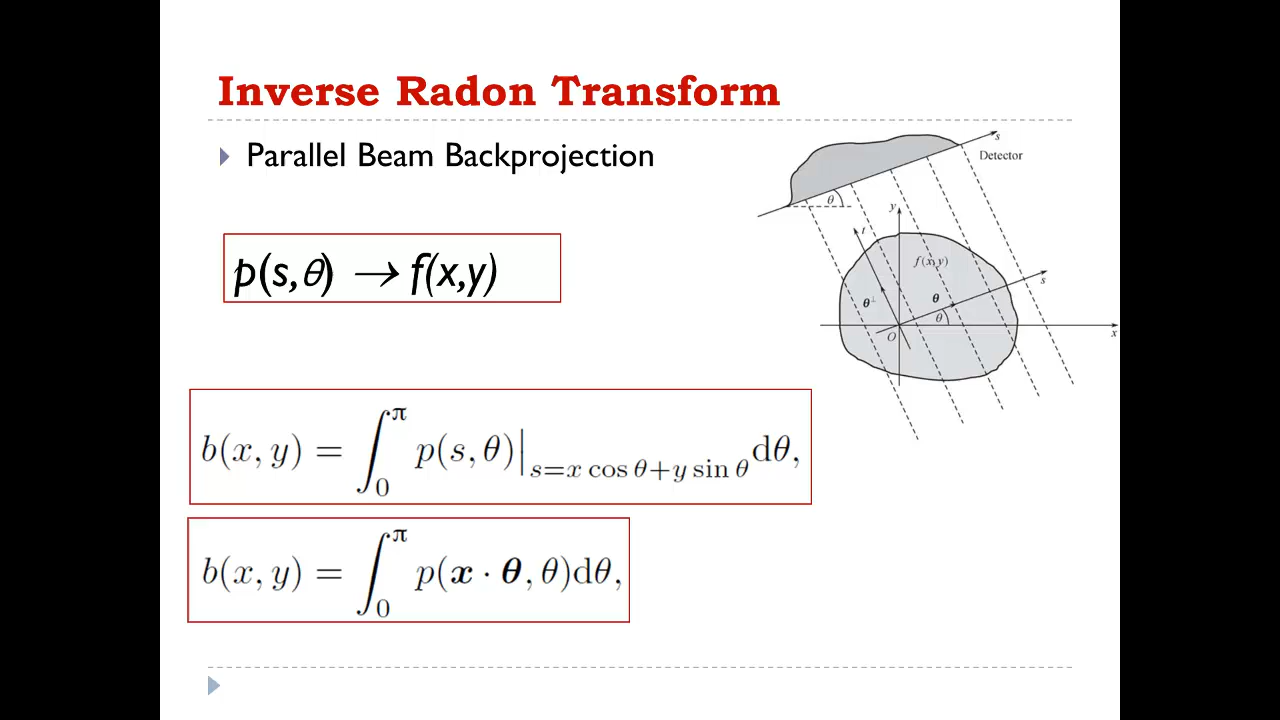 Inverse Radon Transform
Parallel Beam Backprojection
p(s,θ) → f(x,y)
s
Detector
θ
y
t
f(x,y)
s
θ⊥
θ
θ
O
x
b(x, y) = ∫₀^π p(s, θ)|_{s=x cos θ+y sin θ} dθ,
b(x, y) = ∫₀^π p(x · θ, θ)dθ,